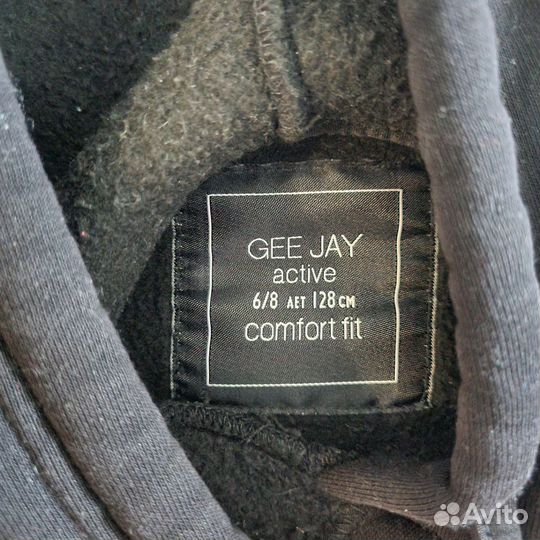 GEE JAY
active
6/8 ЛЕТ 128 СМ
comfort fit
Avito